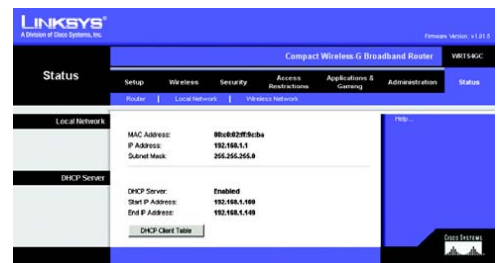 LINKSYS®
A Division of Cisco Systems, Inc.
Firmware Version: v1.01.5
Compact Wireless-G Broadband Router
WRT54GC
Status
Setup
Wireless
Security
Access Restrictions
Applications & Gaming
Administration
Status
Router | Local Network | Wireless Network
Local Network
MAC Address:
IP Address: 192.168.1.1
Subnet Mask: 255.255.255.0
Help...
DHCP Server
DHCP Server: Enabled
Start IP Address: 192.168.1.100
End IP Address: 192.168.1.149
DHCP Client Table
CISCO SYSTEMS